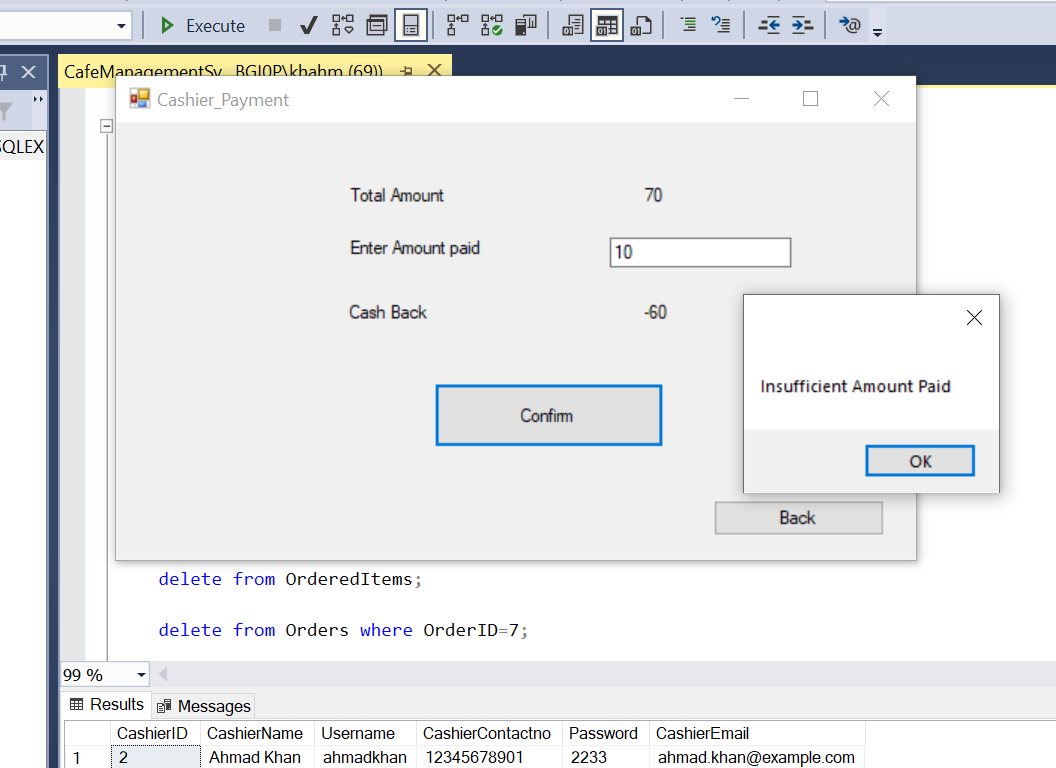 Execute
CafeManagementSy...BGI0P\khahm (69))
Cashier_Payment
SQLEX
Total Amount 70
Enter Amount paid 10
Cash Back -60
Insufficient Amount Paid
Confirm
OK
Back
delete from OrderedItems;
delete from Orders where OrderID=7;
99 %
Results Messages
CashierID CashierName Username CashierContactno Password CashierEmail
1 2 Ahmad Khan ahmadkhan 12345678901 2233 ahmad.khan@example.com